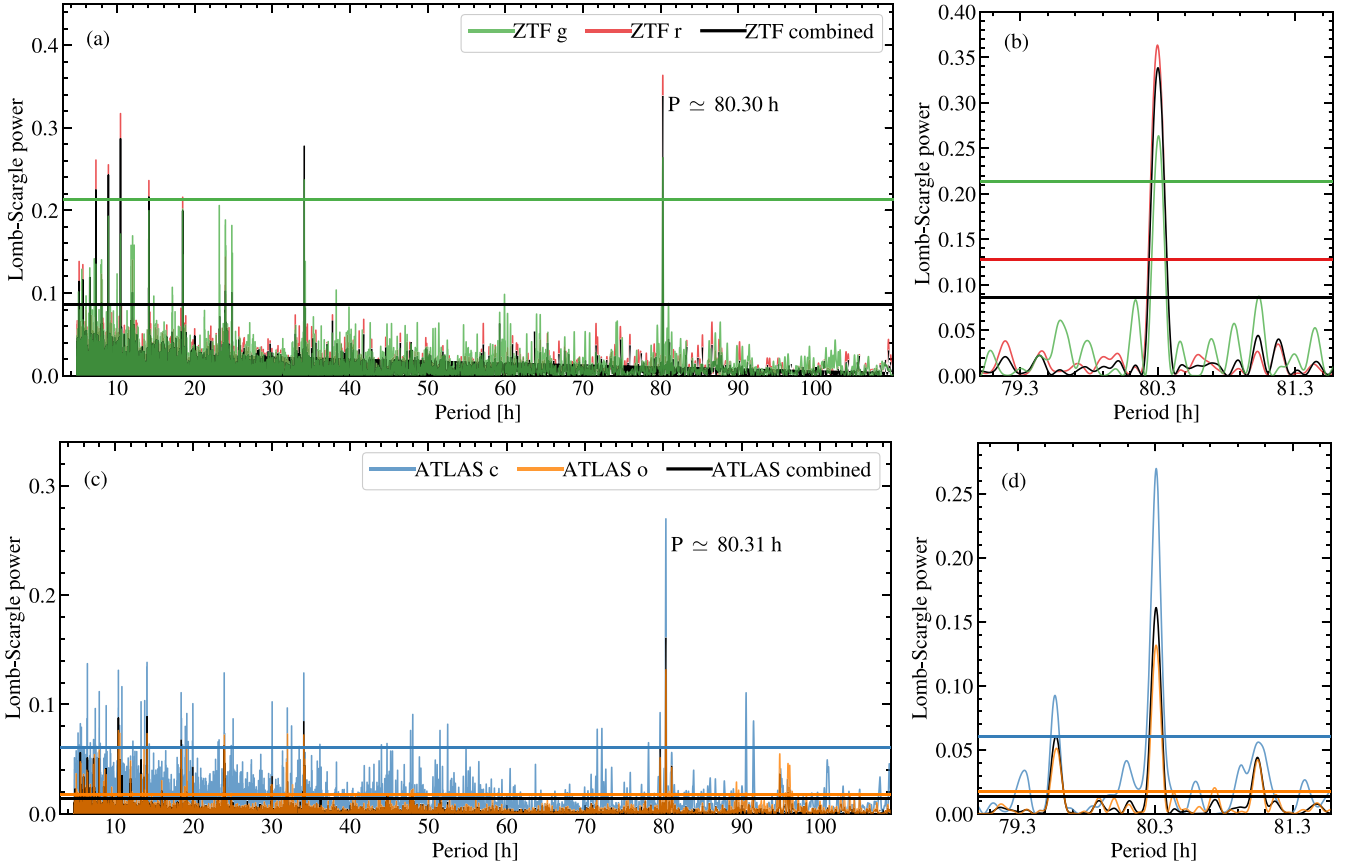 (a)
ZTF g ZTF r ZTF combined
P ≃ 80.30 h
Lomb-Scargle power
0.0 0.1 0.2 0.3 0.4
10 20 30 40 50 60 70 80 90 100
Period [h]
(b)
Lomb-Scargle power
0.00 0.05 0.10 0.15 0.20 0.25 0.30 0.35 0.40
79.3 80.3 81.3
Period [h]
(c)
ATLAS c ATLAS o ATLAS combined
P ≃ 80.31 h
Lomb-Scargle power
0.0 0.1 0.2 0.3
10 20 30 40 50 60 70 80 90 100
Period [h]
(d)
Lomb-Scargle power
0.00 0.05 0.10 0.15 0.20 0.25
79.3 80.3 81.3
Period [h]